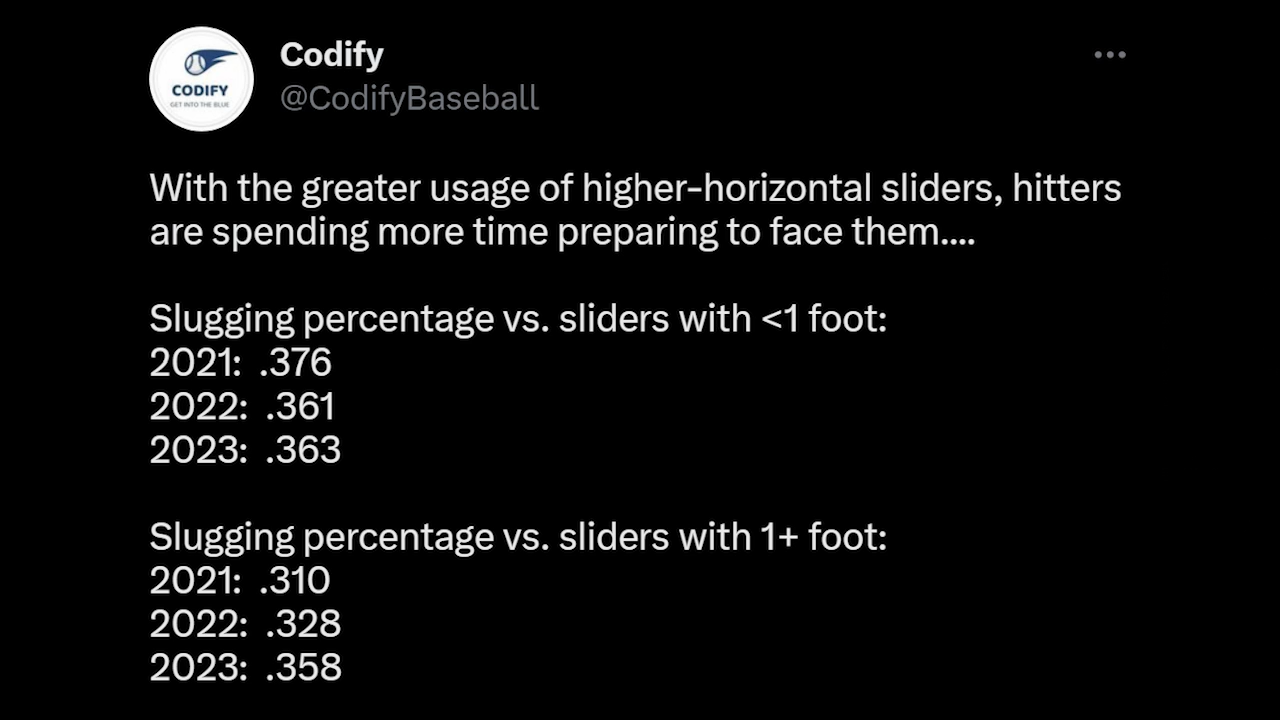 Codify
@CodifyBaseball
CODIFY
GET INTO THE BLUE
With the greater usage of higher-horizontal sliders, hitters
are spending more time preparing to face them....
Slugging percentage vs. sliders with <1 foot:
2021:  .376
2022:  .361
2023:  .363
Slugging percentage vs. sliders with 1+ foot:
2021:  .310
2022:  .328
2023:  .358